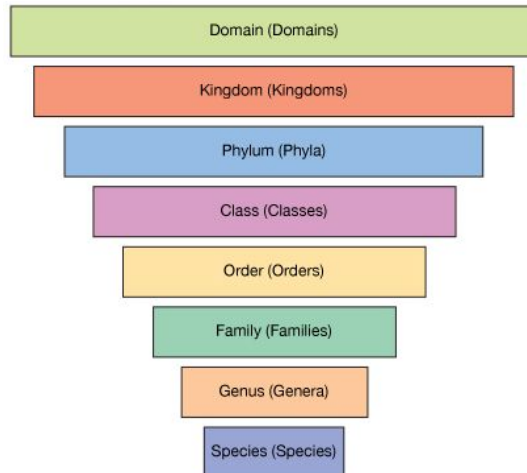 Domain (Domains)
Kingdom (Kingdoms)
Phylum (Phyla)
Class (Classes)
Order (Orders)
Family (Families)
Genus (Genera)
Species (Species)